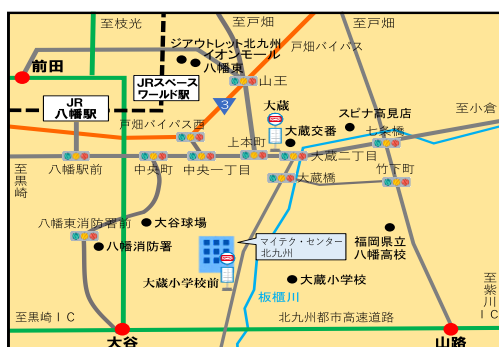 至枝光
至戸畑
至戸畑
ジアウトレット北九州
イオンモール
八幡東
戸畑バイパス
前田
JRスペース
ワールド駅
山王
JR
八幡駅
3
大蔵
スピナ高見店
至小倉
戸畑バイパス西
大蔵交番
七条橋
上本町
八幡駅前
中央町
中央一丁目
大蔵二丁目
至黒崎
大蔵橋
竹下町
八幡東消防署前
大谷球場
八幡消防署
マイテク・センター
北九州
福岡県立
八幡高校
大蔵小学校前
大蔵小学校
板櫃川
至黒崎IC
北九州都市高速道路
至紫川IC
大谷
山路